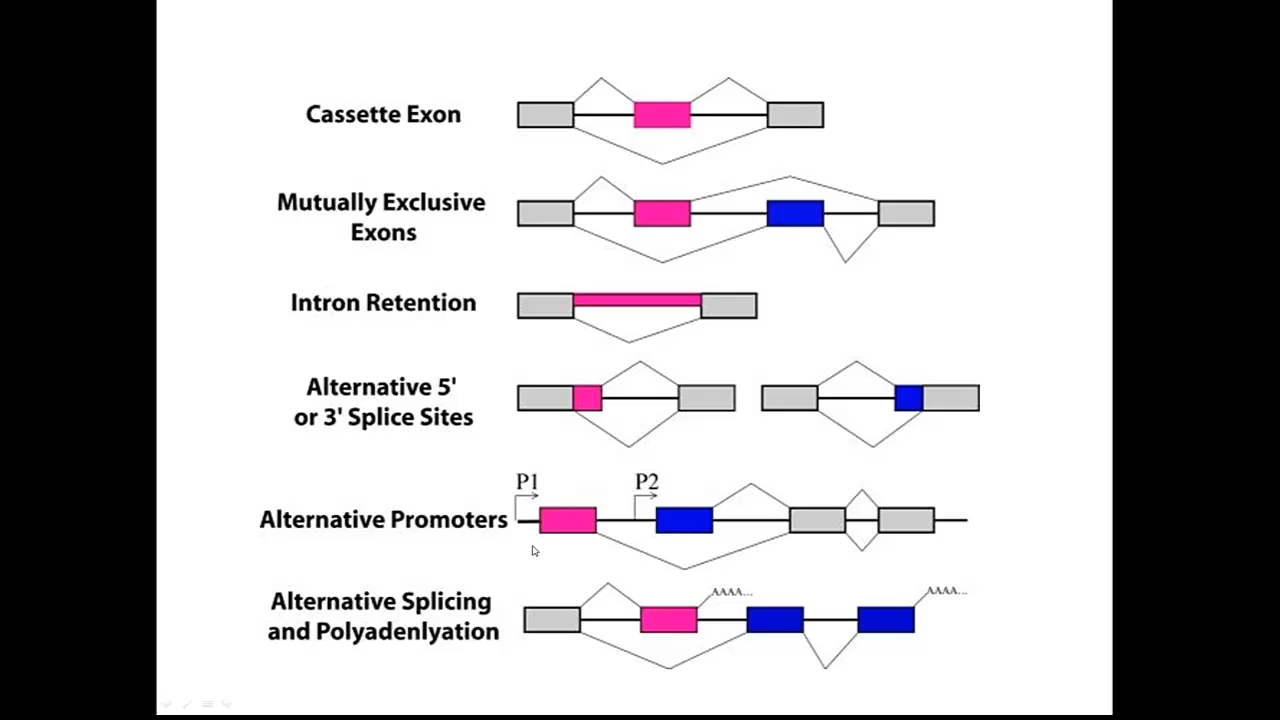 Cassette Exon
Mutually Exclusive
Exons
Intron Retention
Alternative 5'
or 3' Splice Sites
P1
P2
Alternative Promoters
Alternative Splicing
and Polyadenlyation
AAAA...
AAAA...